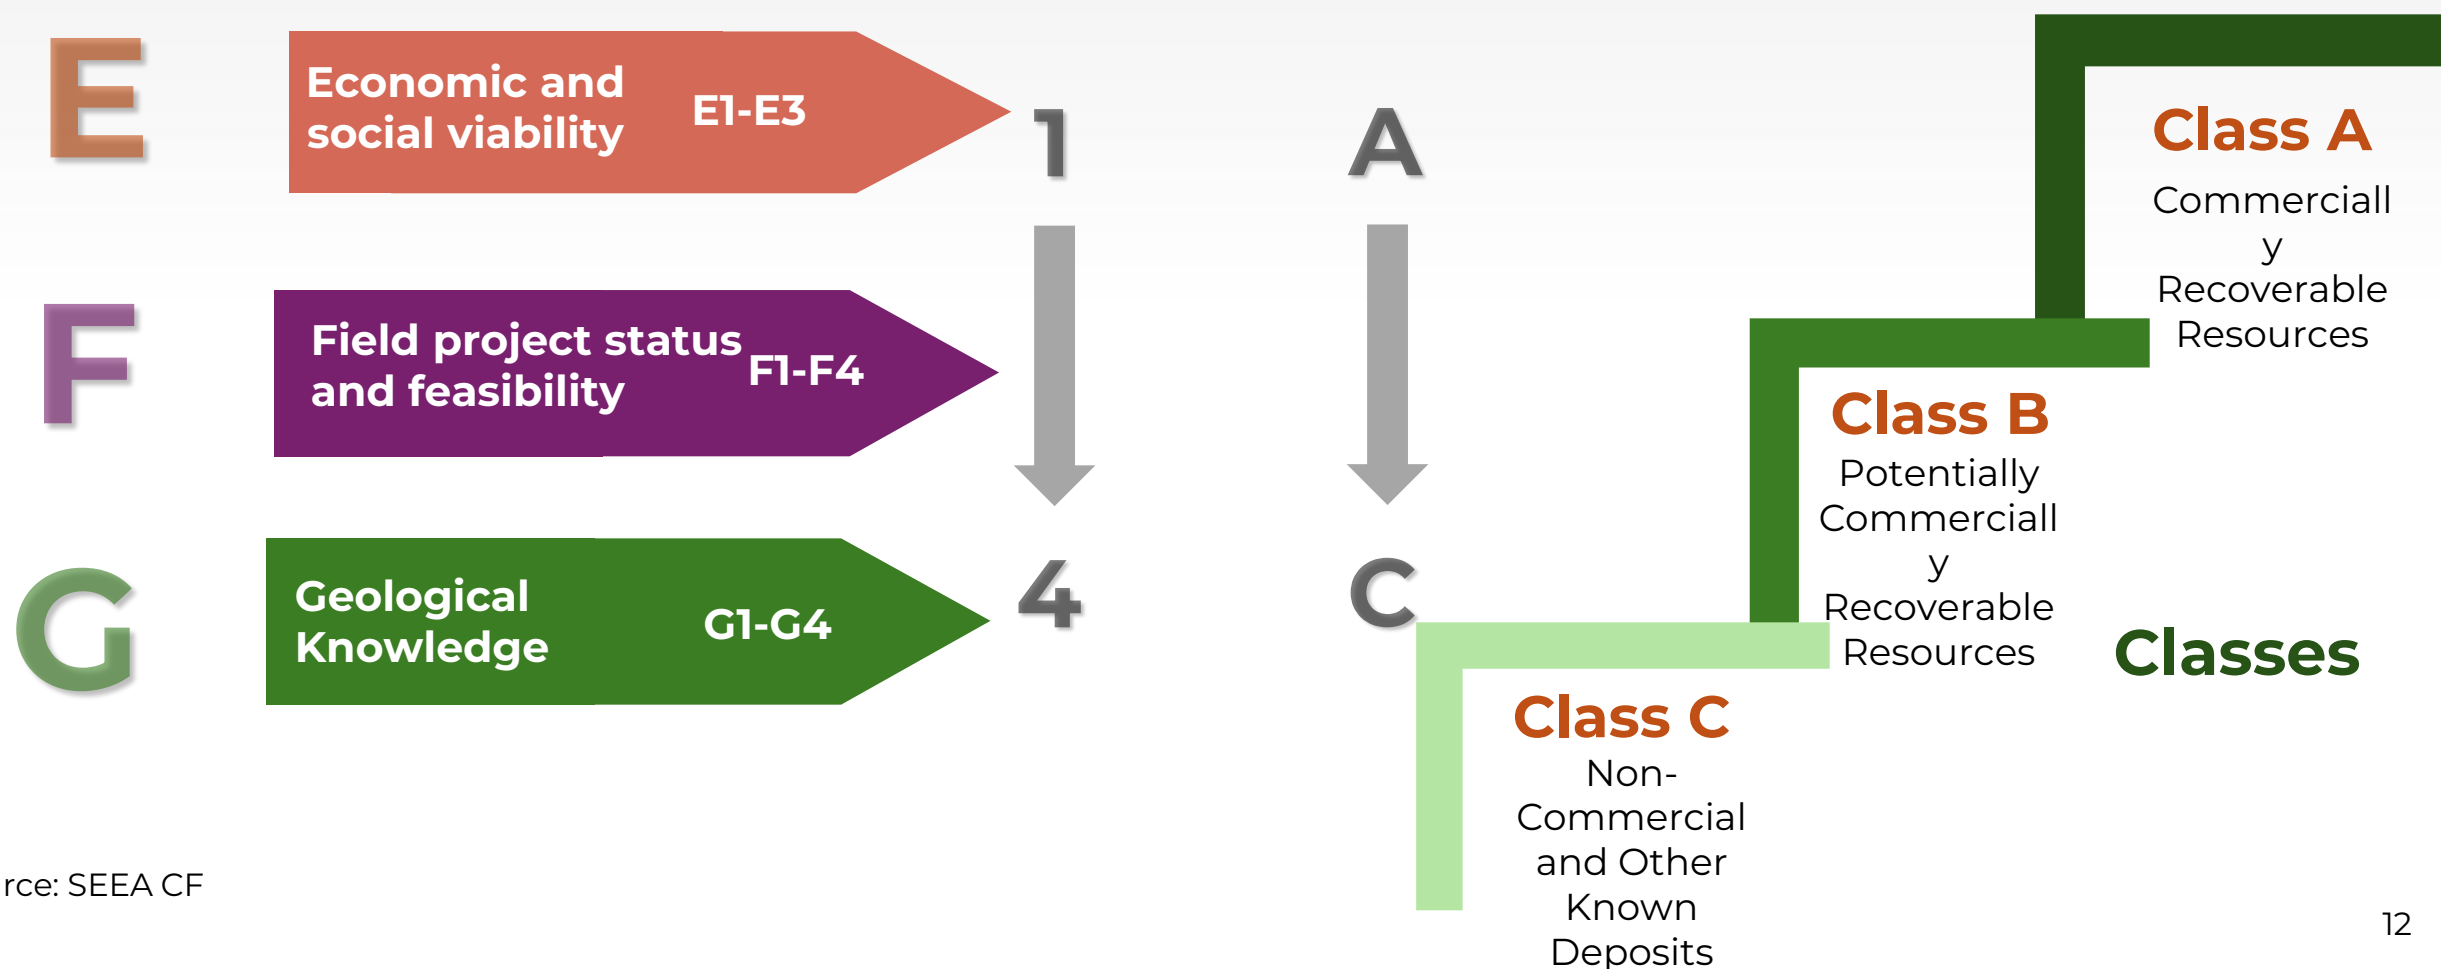 E
Economic and
social viability
E1-E3
F
Field project status
and feasibility
F1-F4
G
Geological
Knowledge
G1-G4
1
4
A
C
Class A
Commerciall
y
Recoverable
Resources
Class B
Potentially
Commerciall
y
Recoverable
Resources
Class C
Non-
Commercial
and Other
Known
Deposits
Classes
rce: SEEA CF
12